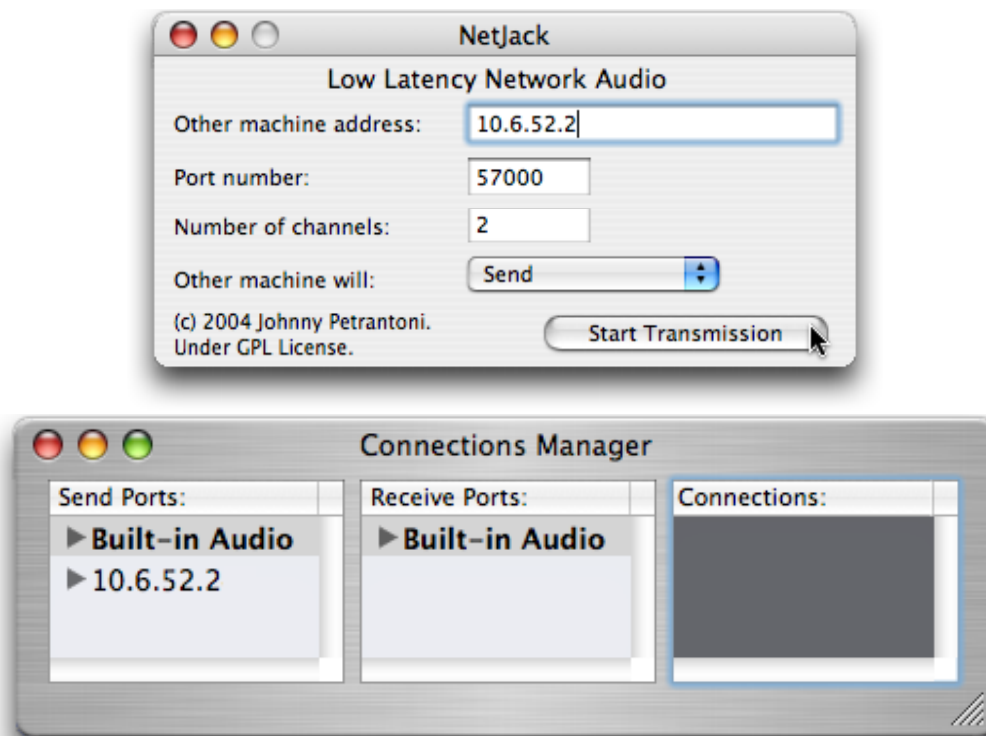 NetJack
Low Latency Network Audio
Other machine address: 10.6.52.2
Port number: 57000
Number of channels: 2
Other machine will: Send
(c) 2004 Johnny Petrantoni.
Under GPL License.
Start Transmission
Connections Manager
Send Ports: Receive Ports: Connections:
Built-in Audio Built-in Audio
10.6.52.2